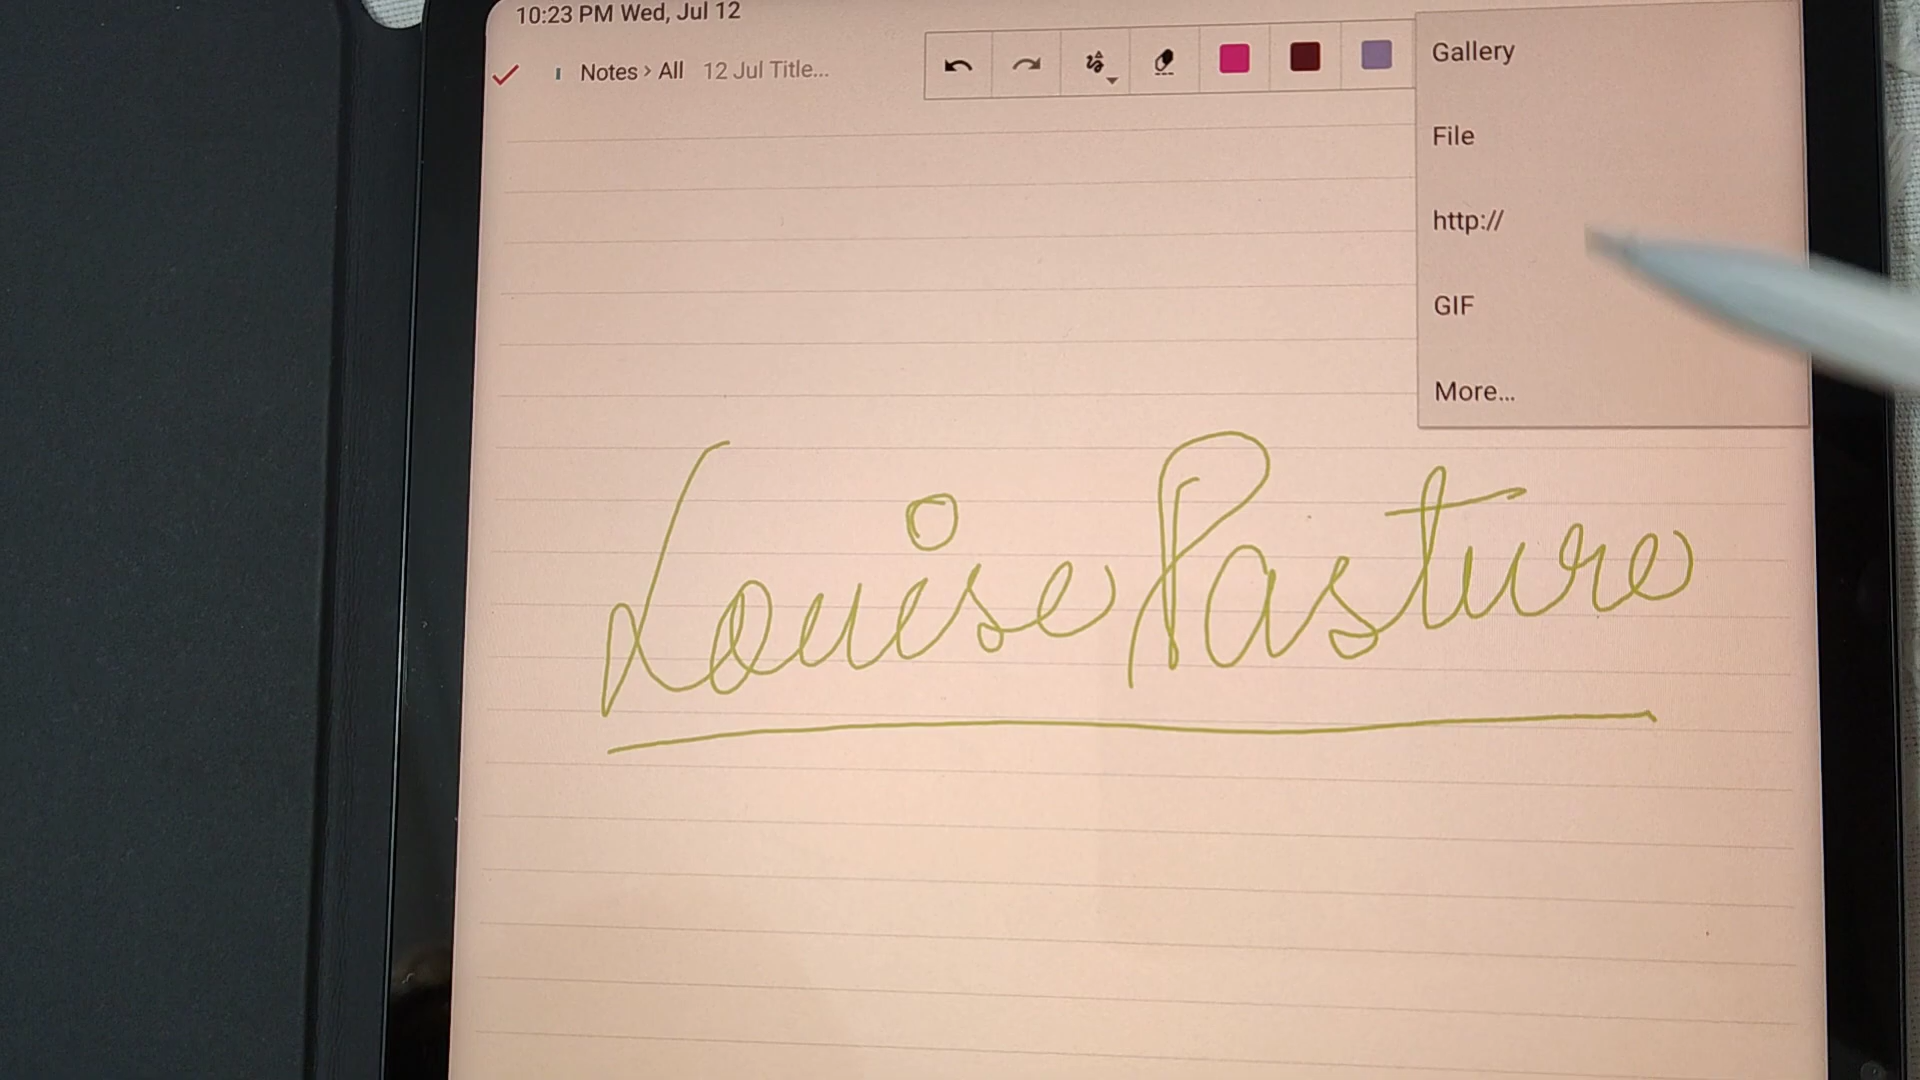 10:23 PM Wed, Jul 12
Notes > All 12 Jul Title...
Gallery
File
http://
GIF
More...
Louise Pasture